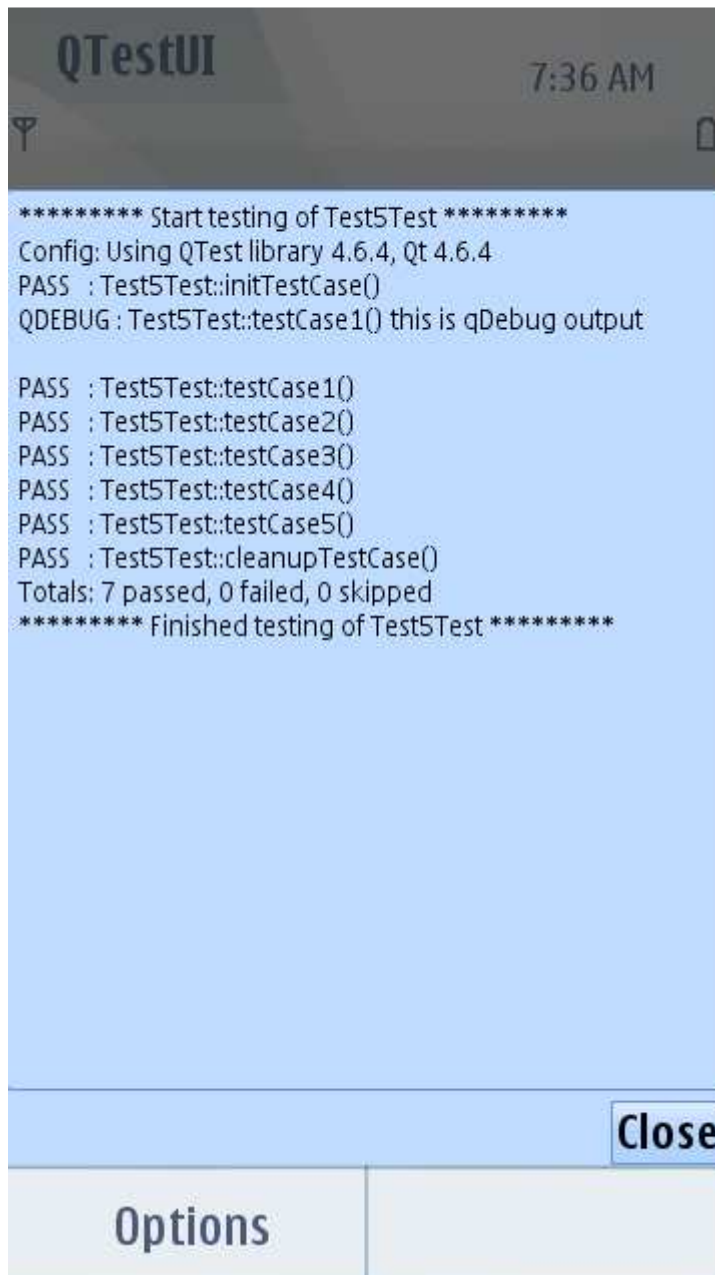 QTestUI
7:36 AM
********* Start testing of Test5Test *********
Config: Using QTest library 4.6.4, Qt 4.6.4
PASS : Test5Test::initTestCase()
QDEBUG : Test5Test::testCase1() this is qDebug output
PASS : Test5Test::testCase1()
PASS : Test5Test::testCase2()
PASS : Test5Test::testCase3()
PASS : Test5Test::testCase4()
PASS : Test5Test::testCase5()
PASS : Test5Test::cleanupTestCase()
Totals: 7 passed, 0 failed, 0 skipped
********* Finished testing of Test5Test *********
Close
Options